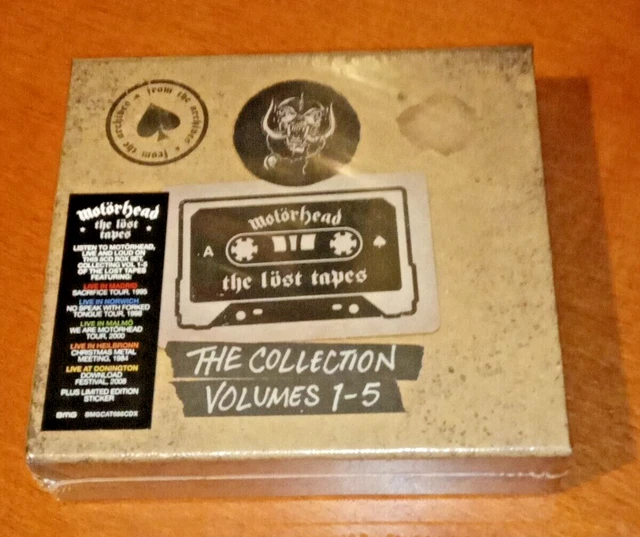 from the archives • from the archives •
motörhead
the löst
tapes
LISTEN TO MOTÖRHEAD,
LIVE AND LOUD ON
THIS 5CD BOX SET,
COLLECTING VOL 1-5
OF THE LOST TAPES
FEATURING:
LIVE IN MADRID
SACRIFICE TOUR, 1995
LIVE IN NORWICH
NO SPEAK WITH FORKED
TONGUE TOUR, 1998
LIVE IN MALMÖ
WE ARE MOTÖRHEAD
TOUR, 2000
LIVE IN HEILBRONN
CHRISTMAS METAL
MEETING, 1984
LIVE AT DONINGTON
DOWNLOAD
FESTIVAL, 2008
PLUS LIMITED EDITION
STICKER
BMG
motörhead
A
the löst tapes
THE COLLECTION
VOLUMES 1-5